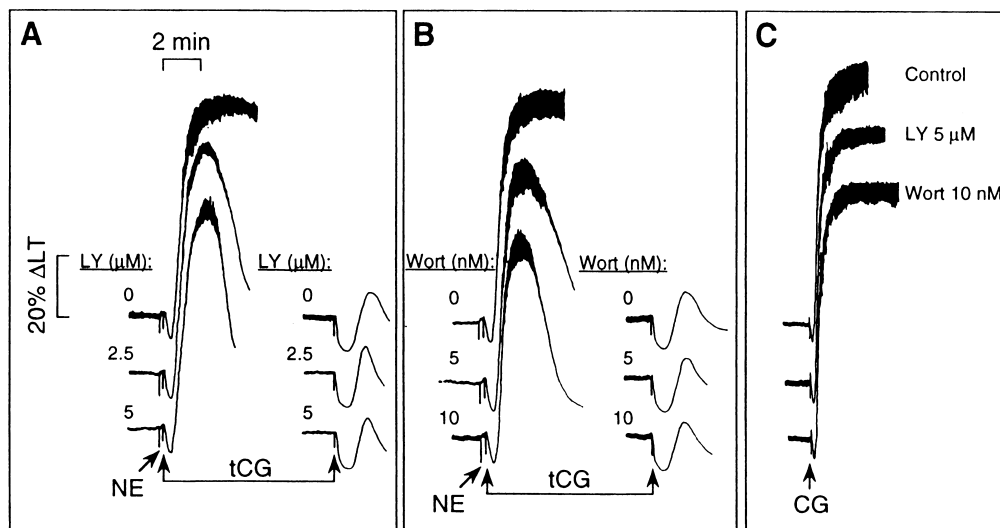 A
2 min
20% ΔLT
LY (µM):
0
2.5
5
NE
tCG
LY (µM):
0
2.5
5
B
Wort (nM):
0
5
10
NE
tCG
Wort (nM):
0
5
10
C
Control
LY 5 µM
Wort 10 nM
CG